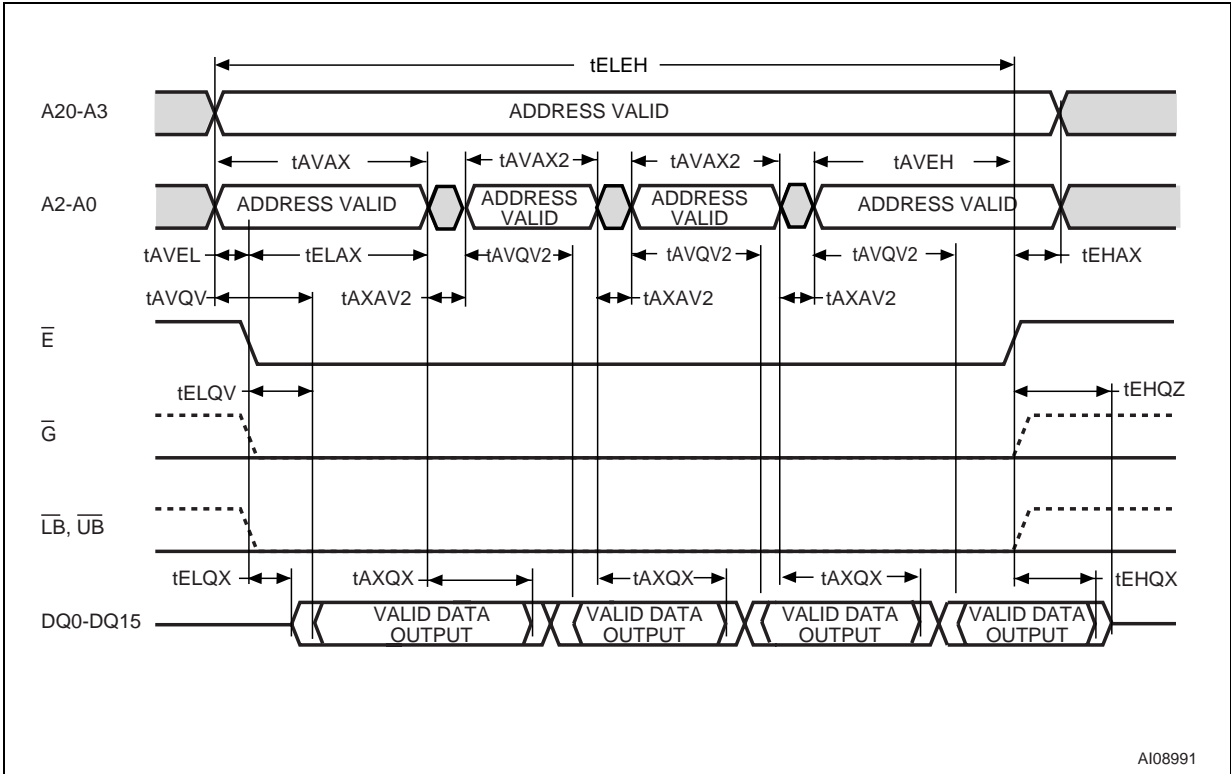 tELEH
A20-A3
ADDRESS VALID
tAVAX
tAVAX2
tAVAX2
tAVEH
A2-A0
ADDRESS VALID
ADDRESS
VALID
ADDRESS
VALID
ADDRESS VALID
tAVEL
tELAX
tAVQV2
tAVQV2
tAVQV2
tEHAX
tAVQV
tAXAV2
tAXAV2
tAXAV2
E
tELQV
tEHQZ
G
LB, UB
tELQX
tAXQX
tAXQX
tAXQX
tEHQX
DQ0-DQ15
VALID DATA
OUTPUT
VALID DATA
OUTPUT
VALID DATA
OUTPUT
VALID DATA
OUTPUT
AI08991